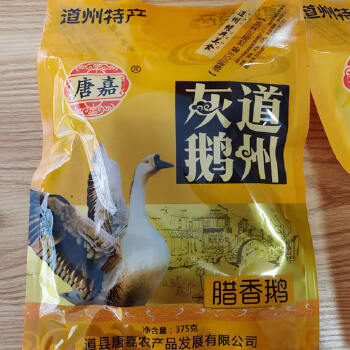 道州特产
唐嘉®
道州灰鹅
腊香鹅
净含量：375克
道县唐嘉农产品发展有限公司